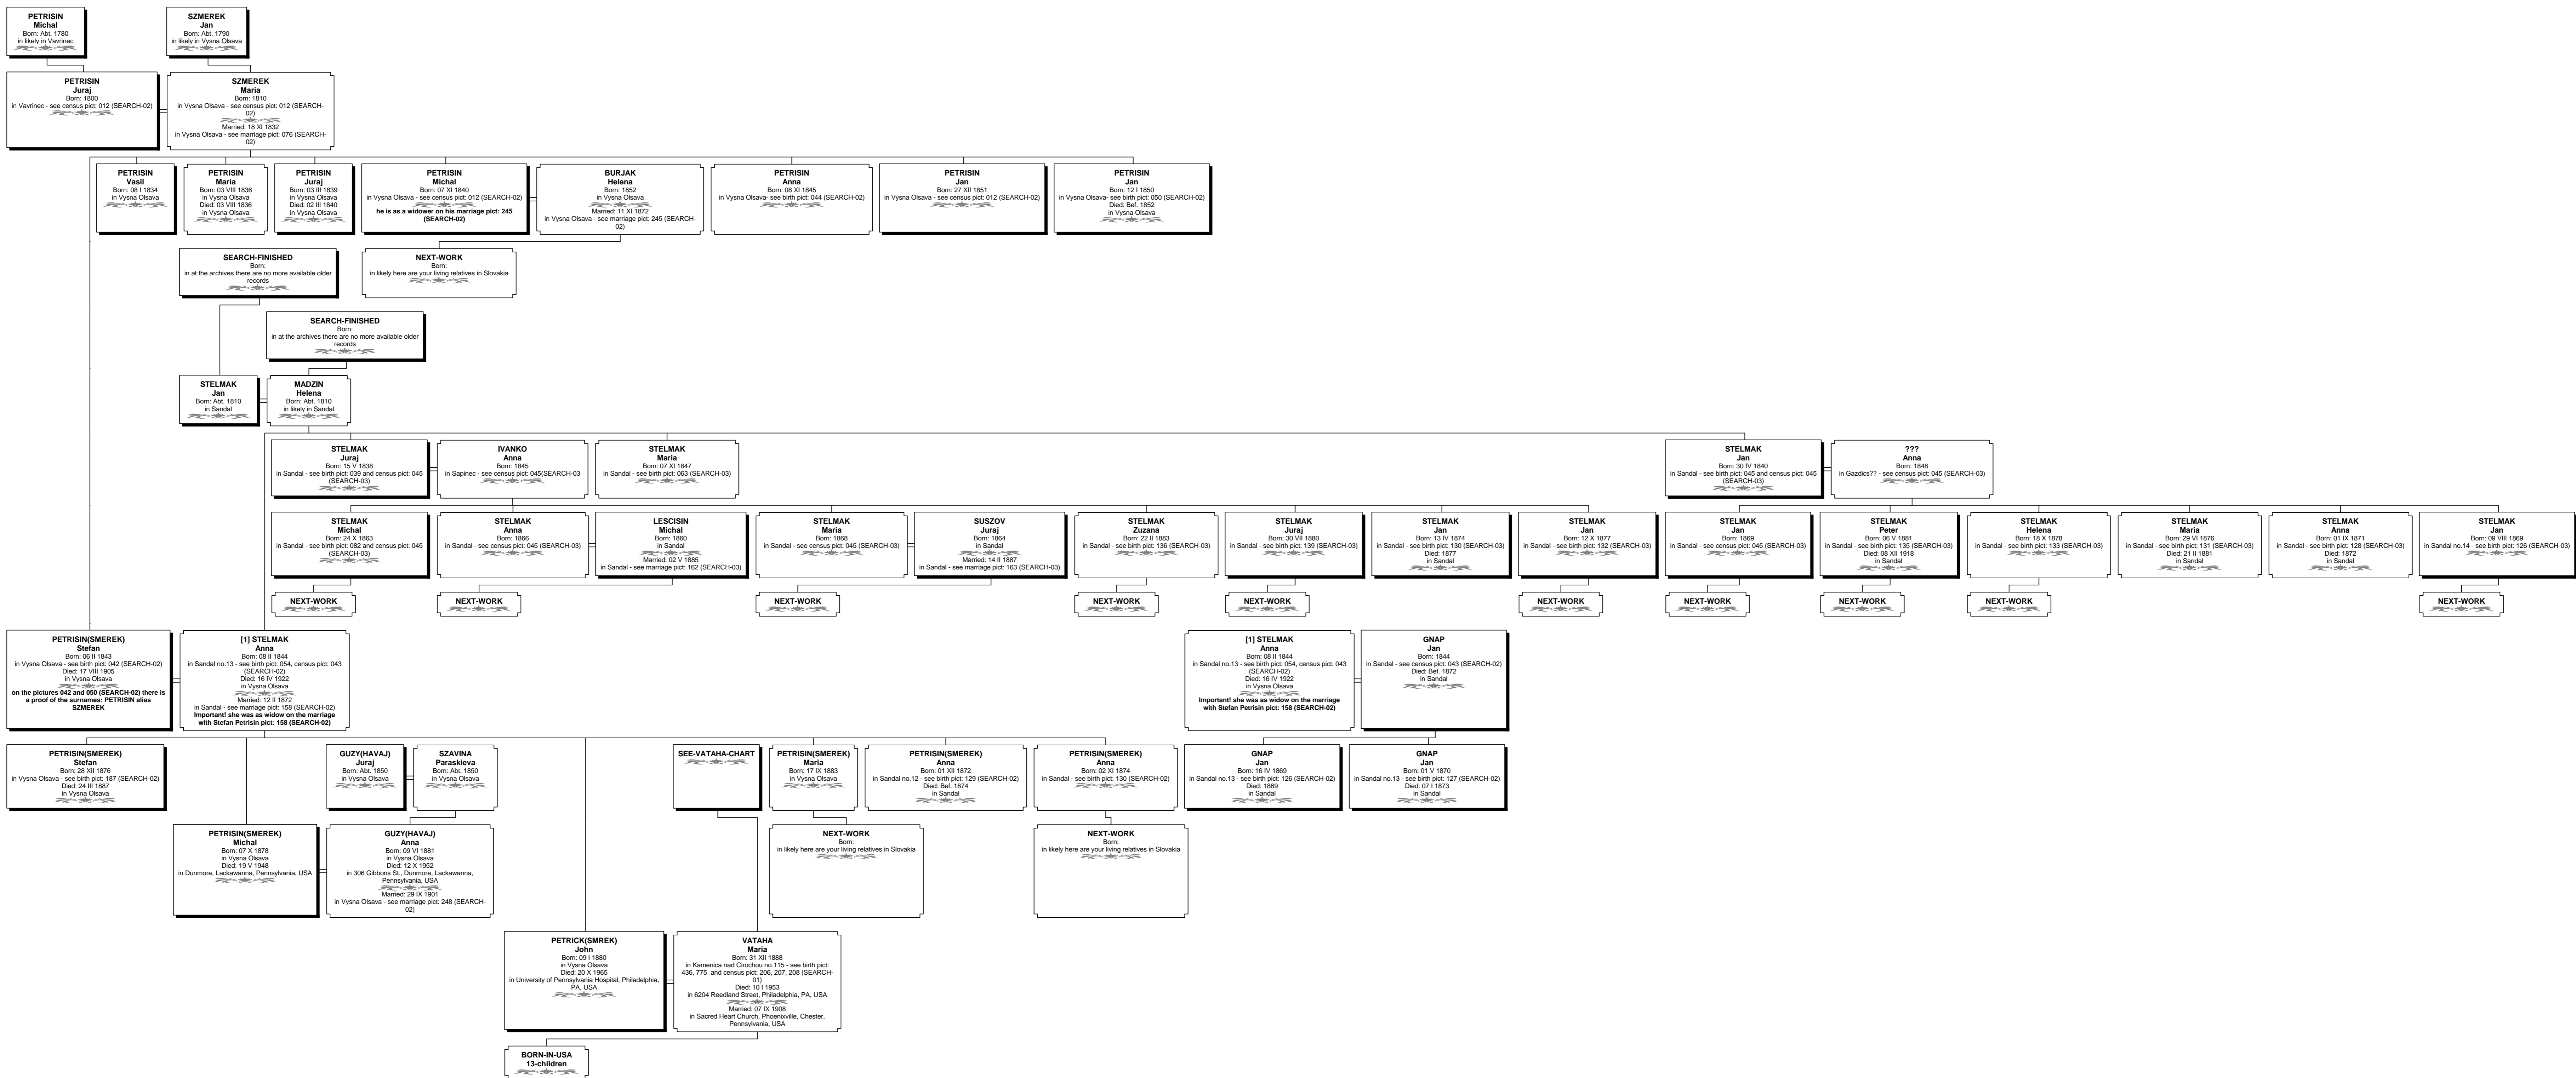 PETRISIN
Michal
Born: Abt. 1780
in likely in Vavrinec
SZMEREK
Jan
Born: Abt. 1790
in likely in Vysna Olsava
PETRISIN
Juraj
Born: 1800
in Vavrinec - see census pict: 012 (SEARCH-02)
SZMEREK
Maria
Born: 1810
in Vysna Olsava - see census pict: 012 (SEARCH-
02)
Married: 18 XI 1832
in Vysna Olsava - see marriage pict: 076 (SEARCH-
02)
PETRISIN
Vasil
Born: 08 I 1834
in Vysna Olsava
PETRISIN
Maria
Born: 03 VIII 1836
in Vysna Olsava
Died: 03 VIII 1836
in Vysna Olsava
PETRISIN
Juraj
Born: 03 III 1839
in Vysna Olsava
Died: 02 III 1840
in Vysna Olsava
PETRISIN
Michal
Born: 07 XI 1840
in Vysna Olsava - see census pict: 012 (SEARCH-02)
he is as a widower on his marriage pict: 245
(SEARCH-02)
BURJAK
Helena
Born: 1852
in Vysna Olsava
Married: 11 XI 1872
in Vysna Olsava - see marriage pict: 245 (SEARCH-
02)
PETRISIN
Anna
Born: 08 XI 1845
in Vysna Olsava- see birth pict: 044 (SEARCH-02)
PETRISIN
Jan
Born: 27 XII 1851
in Vysna Olsava - see census pict: 012 (SEARCH-02)
PETRISIN
Jan
Born: 12 I 1850
in Vysna Olsava- see birth pict: 050 (SEARCH-02)
Died: Bef. 1852
in Vysna Olsava
SEARCH-FINISHED
Born:
in at the archives there are no more available older
records
NEXT-WORK
Born:
in likely here are your living relatives in Slovakia
SEARCH-FINISHED
Born:
in at the archives there are no more available older
records
STELMAK
Jan
Born: Abt. 1810
in Sandal
MADZIN
Helena
Born: Abt. 1810
in likely in Sandal
STELMAK
Juraj
Born: 15 V 1838
in Sandal - see birth pict: 039 and census pict: 045
(SEARCH-03)
IVANKO
Anna
Born: 1845
in Sapinec - see census pict: 045(SEARCH-03
STELMAK
Maria
Born: 07 XI 1847
in Sandal - see birth pict: 063 (SEARCH-03)
STELMAK
Jan
Born: 30 IV 1840
in Sandal - see birth pict: 045 and census pict: 045
(SEARCH-03)
???
Anna
Born: 1848
in Gazdics?? - see census pict: 045 (SEARCH-03)
STELMAK
Michal
Born: 24 X 1863
in Sandal - see birth pict: 082 and census pict: 045
(SEARCH-03)
STELMAK
Anna
Born: 1866
in Sandal - see census pict: 045 (SEARCH-03)
LESCISIN
Michal
Born: 1860
in Sandal
Married: 02 V 1885
in Sandal - see marriage pict: 162 (SEARCH-03)
STELMAK
Maria
Born: 1868
in Sandal - see census pict: 045 (SEARCH-03)
SUSZOV
Juraj
Born: 1864
in Sandal
Married: 14 II 1887
in Sandal - see marriage pict: 163 (SEARCH-03)
STELMAK
Zuzana
Born: 22 II 1883
in Sandal - see birth pict: 136 (SEARCH-03)
STELMAK
Juraj
Born: 30 VII 1880
in Sandal - see birth pict: 139 (SEARCH-03)
STELMAK
Jan
Born: 13 IV 1874
in Sandal - see birth pict: 130 (SEARCH-03)
Died: 1877
in Sandal
STELMAK
Jan
Born: 12 X 1877
in Sandal - see birth pict: 132 (SEARCH-03)
STELMAK
Jan
Born: 1869
in Sandal - see census pict: 045 (SEARCH-03)
STELMAK
Peter
Born: 06 V 1881
in Sandal - see birth pict: 135 (SEARCH-03)
Died: 08 XII 1918
in Sandal
STELMAK
Helena
Born: 18 X 1878
in Sandal - see birth pict: 133 (SEARCH-03)
STELMAK
Maria
Born: 29 VI 1876
in Sandal - see birth pict: 131 (SEARCH-03)
Died: 21 II 1881
in Sandal
STELMAK
Anna
Born: 01 IX 1871
in Sandal - see birth pict: 128 (SEARCH-03)
Died: 1872
in Sandal
STELMAK
Jan
Born: 09 VIII 1869
in Sandal no.14 - see birth pict: 126 (SEARCH-03)
NEXT-WORK
NEXT-WORK
NEXT-WORK
NEXT-WORK
NEXT-WORK
NEXT-WORK
NEXT-WORK
NEXT-WORK
NEXT-WORK
NEXT-WORK
PETRISIN(SMEREK)
Stefan
Born: 06 II 1843
in Vysna Olsava - see birth pict: 042 (SEARCH-02)
Died: 17 VIII 1905
in Vysna Olsava
on the pictures 042 and 050 (SEARCH-02) there is
a proof of the surnames: PETRISIN alias
SZMEREK
[1] STELMAK
Anna
Born: 08 II 1844
in Sandal no.13 - see birth pict: 054, census pict: 043
(SEARCH-02)
Died: 16 IV 1922
in Vysna Olsava
Married: 12 II 1872
in Sandal - see marriage pict: 158 (SEARCH-02)
Important! she was as widow on the marriage
with Stefan Petrisin pict: 158 (SEARCH-02)
[1] STELMAK
Anna
Born: 08 II 1844
in Sandal no.13 - see birth pict: 054, census pict: 043
(SEARCH-02)
Died: 16 IV 1922
in Vysna Olsava
Important! she was as widow on the marriage
with Stefan Petrisin pict: 158 (SEARCH-02)
GNAP
Jan
Born: 1844
in Sandal - see census pict: 043 (SEARCH-02)
Died: Bef. 1872
in Sandal
PETRISIN(SMEREK)
Stefan
Born: 28 XII 1876
in Vysna Olsava - see birth pict: 187 (SEARCH-02)
Died: 24 III 1887
in Vysna Olsava
GUZY(HAVAJ)
Juraj
Born: Abt. 1850
in Vysna Olsava
SZAVINA
Paraskieva
Born: Abt. 1850
in Vysna Olsava
SEE-VATAHA-CHART
PETRISIN(SMEREK)
Maria
Born: 17 IX 1883
in Vysna Olsava
PETRISIN(SMEREK)
Anna
Born: 01 XII 1872
in Sandal no.12 - see birth pict: 129 (SEARCH-02)
Died: Bef. 1874
in Sandal
PETRISIN(SMEREK)
Anna
Born: 02 XI 1874
in Sandal - see birth pict: 130 (SEARCH-02)
GNAP
Jan
Born: 16 IV 1869
in Sandal no.13 - see birth pict: 126 (SEARCH-02)
Died: 1869
in Sandal
GNAP
Jan
Born: 01 V 1870
in Sandal no.13 - see birth pict: 127 (SEARCH-02)
Died: 07 I 1873
in Sandal
PETRISIN(SMEREK)
Michal
Born: 07 X 1878
in Vysna Olsava
Died: 19 V 1948
in Dunmore, Lackawanna, Pennsylvania, USA
GUZY(HAVAJ)
Anna
Born: 09 VI 1881
in Vysna Olsava
Died: 12 X 1952
in 306 Gibbons St., Dunmore, Lackawanna,
Pennsylvania, USA
Married: 29 IX 1901
in Vysna Olsava - see marriage pict: 248 (SEARCH-
02)
NEXT-WORK
Born:
in likely here are your living relatives in Slovakia
NEXT-WORK
Born:
in likely here are your living relatives in Slovakia
PETRICK(SMREK)
John
Born: 09 I 1880
in Vysna Olsava
Died: 20 X 1965
in University of Pennsylvania Hospital, Philadelphia,
PA, USA
VATAHA
Maria
Born: 31 XII 1888
in Kamenica nad Cirochou no.115 - see birth pict:
436, 775 and census pict: 206, 207, 208 (SEARCH-
01)
Died: 10 I 1953
in 6204 Reedland Street, Philadelphia, PA, USA
Married: 07 IX 1908
in Sacred Heart Church, Phoenixville, Chester,
Pennsylvania, USA
BORN-IN-USA
13-children